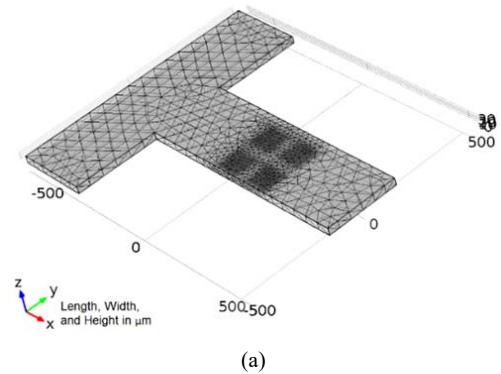 500
-500
0
0
500
-500
z
y
x
Length, Width,
and Height in μm
(a)